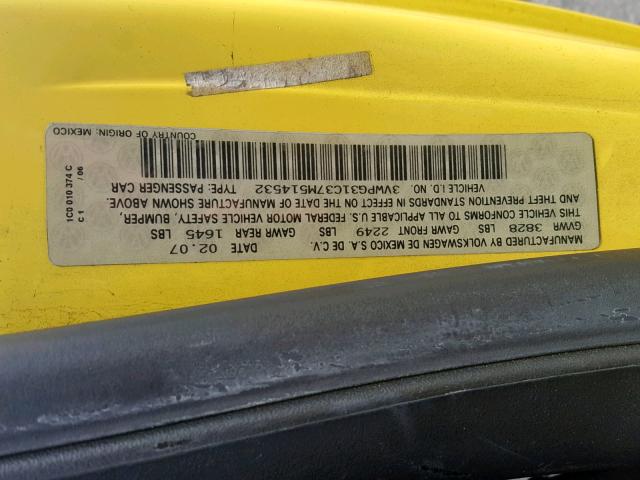 MANUFACTURED BY VOLKSWAGEN DE MEXICO S.A. DE C.V.
GVWR 3828 LBS GAWR FRONT 2249 LBS GAWR REAR 1645 LBS DATE 02.07
THIS VEHICLE CONFORMS TO ALL APPLICABLE U.S. FEDERAL MOTOR VEHICLE SAFETY, BUMPER,
AND THEFT PREVENTION STANDARDS IN EFFECT ON THE DATE OF MANUFACTURE SHOWN ABOVE.
VEHICLE I.D. NO. 3VWPG31C37M514532 TYPE: PASSENGER CAR
COUNTRY OF ORIGIN: MEXICO
1C0 010 374 C / 06
C 1